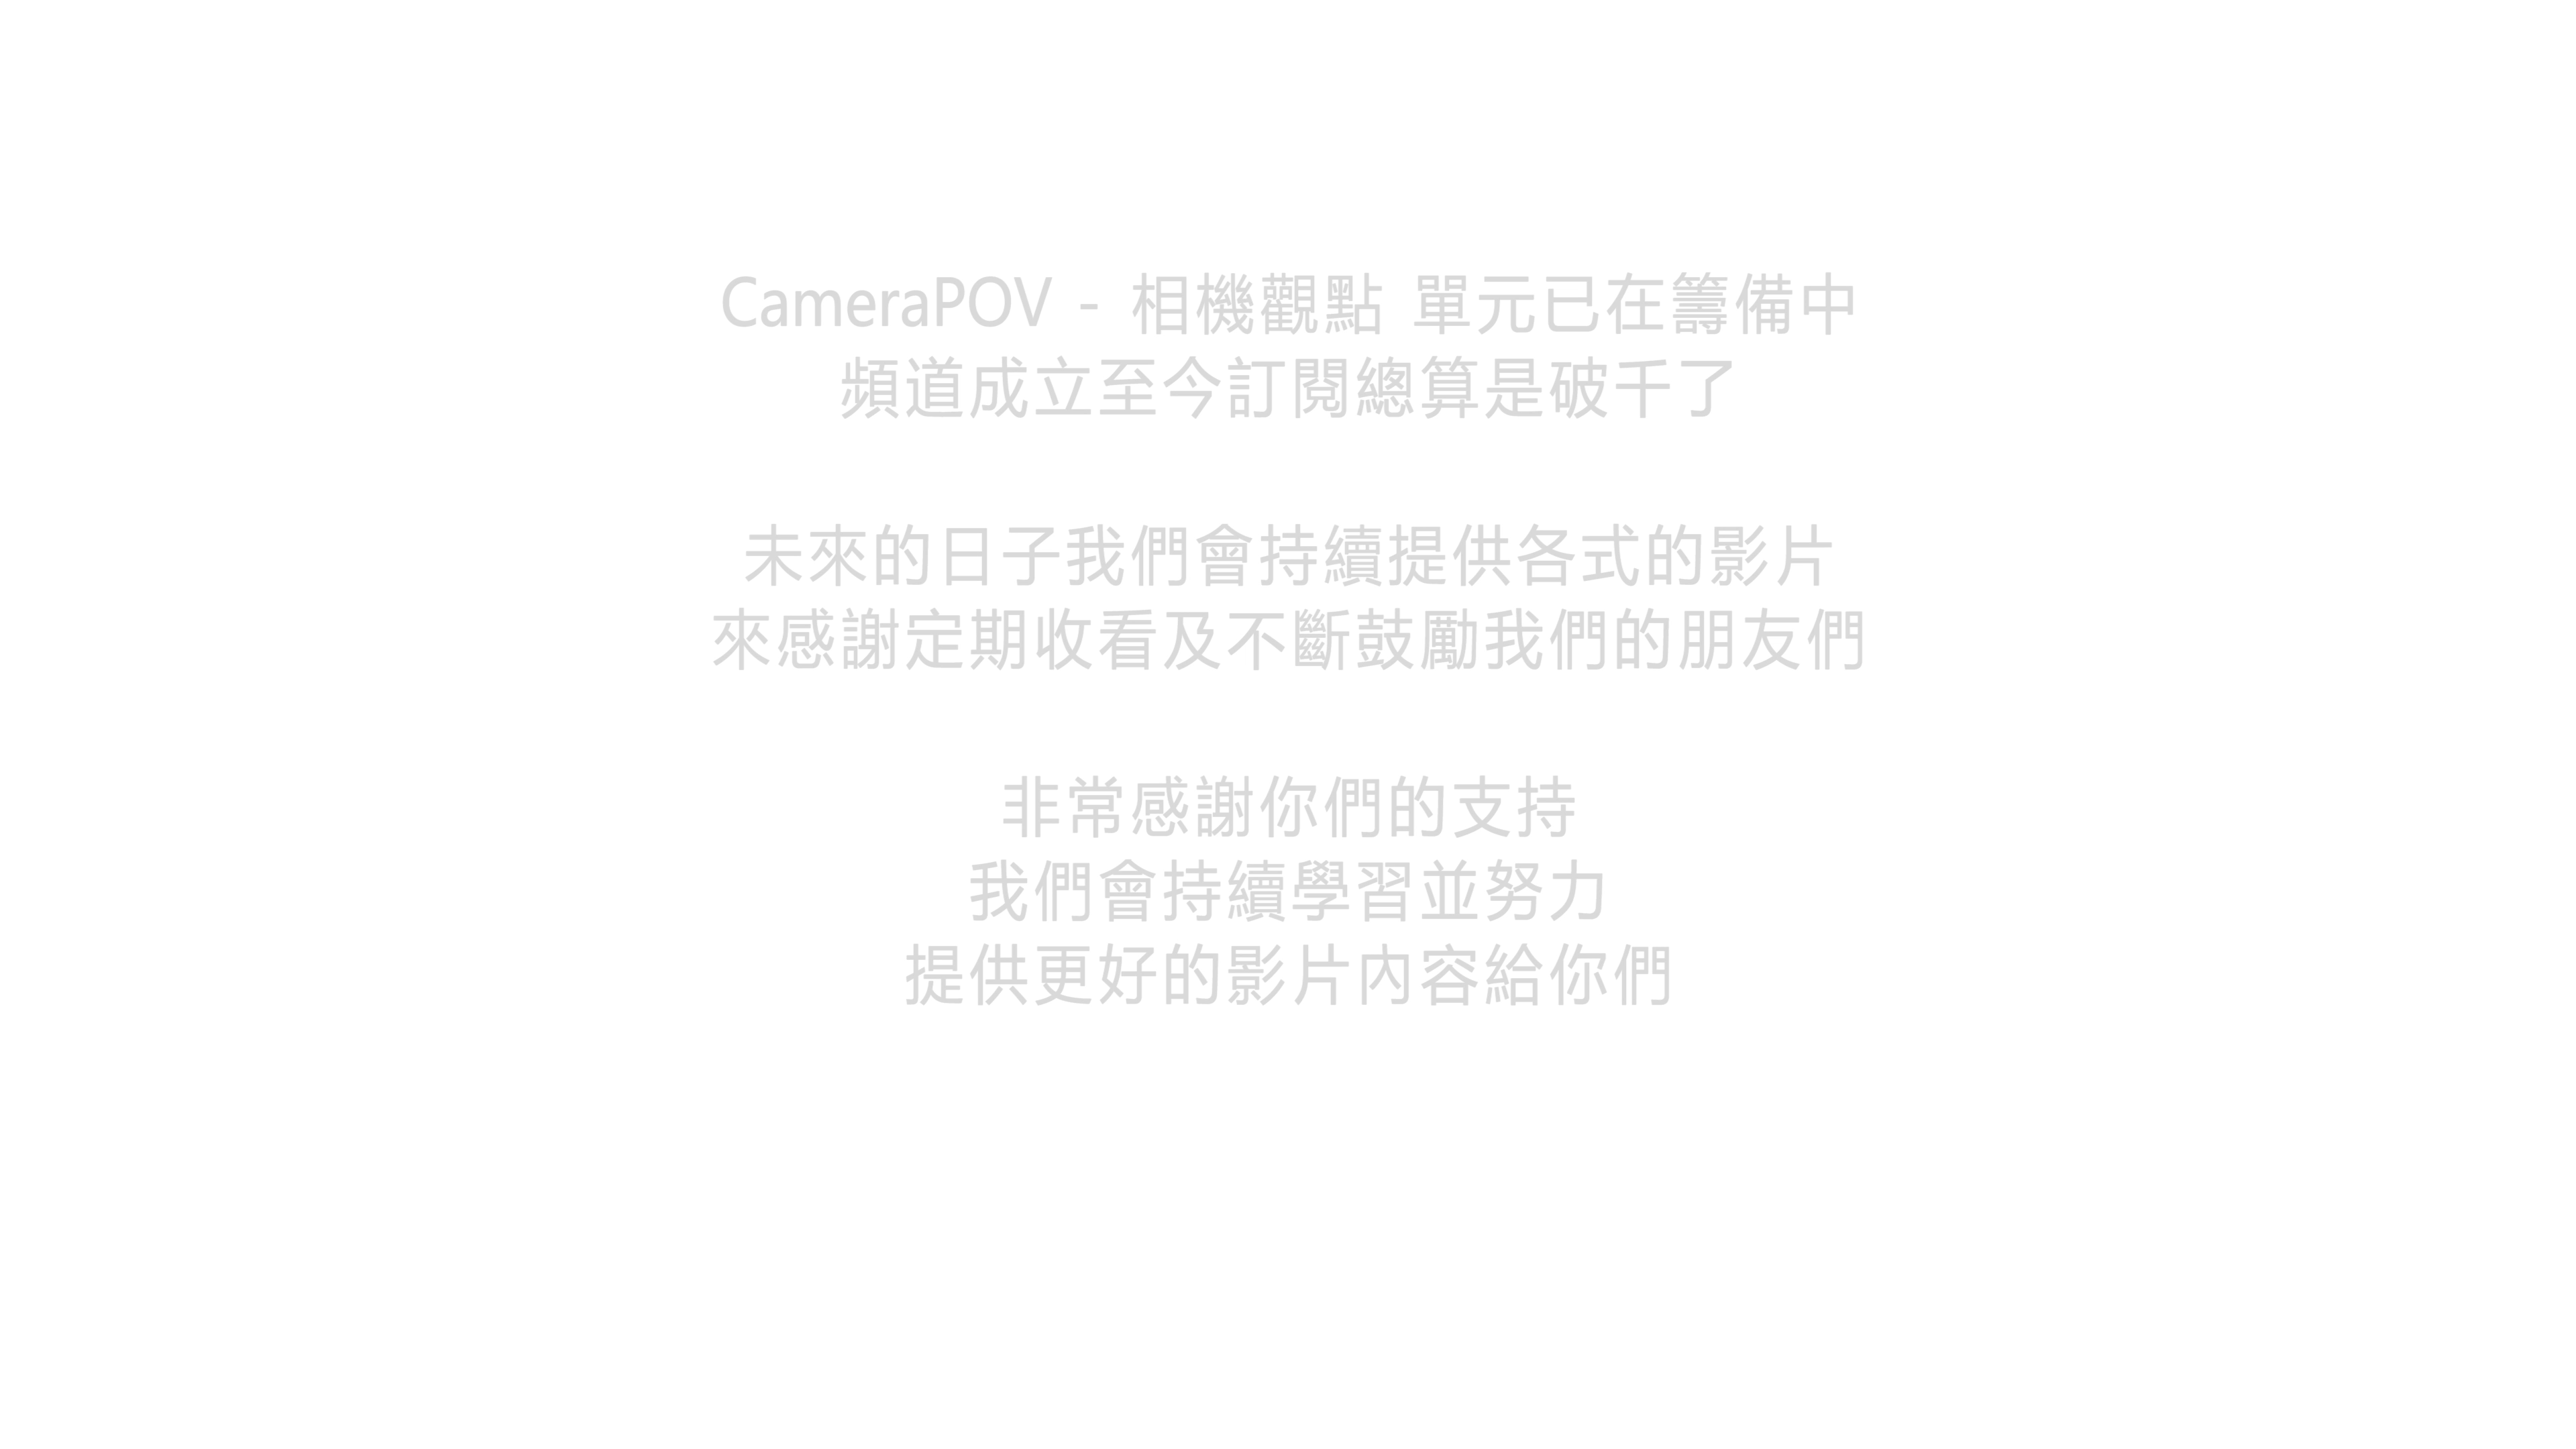 CameraPOV - 相機觀點 單元已在籌備中
頻道成立至今訂閱總算是破千了
未來的日子我們會持續提供各式的影片
來感謝定期收看及不斷鼓勵我們的朋友們
非常感謝你們的支持
我們會持續學習並努力
提供更好的影片內容給你們